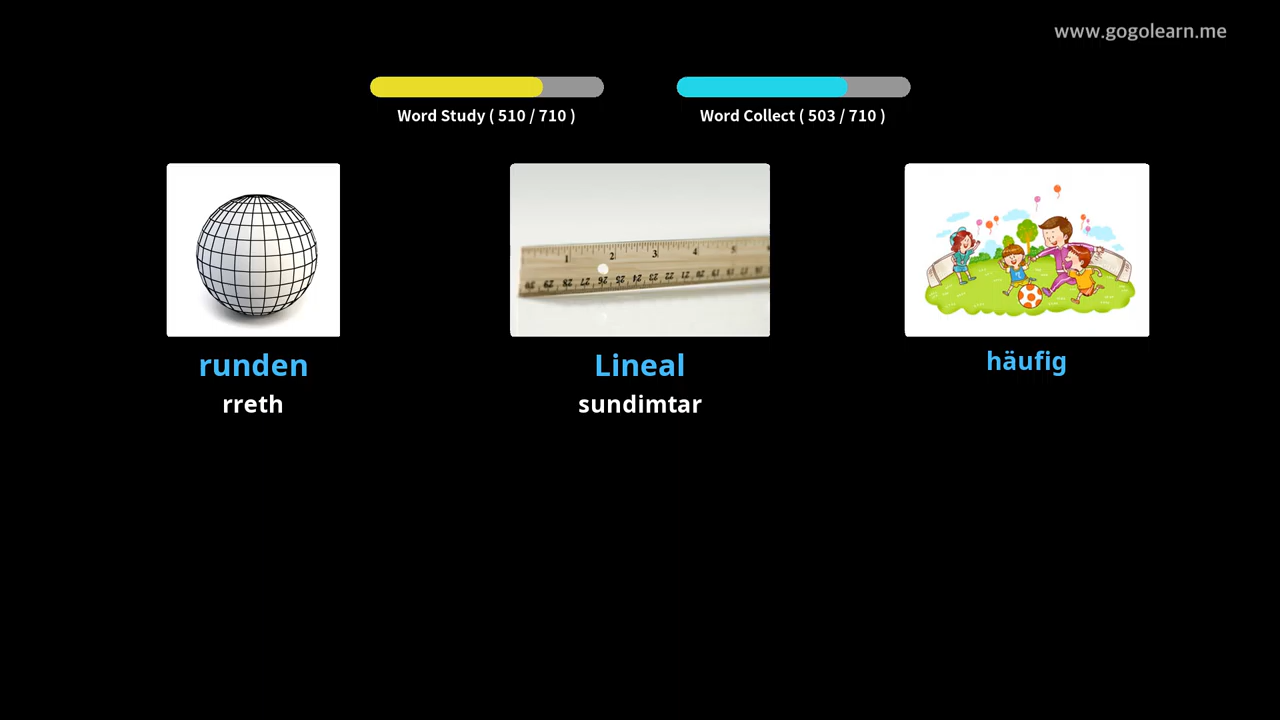 www.gogolearn.me
Word Study ( 510 / 710 )
Word Collect ( 503 / 710 )
runden
Lineal
häufig
rreth
sundimtar